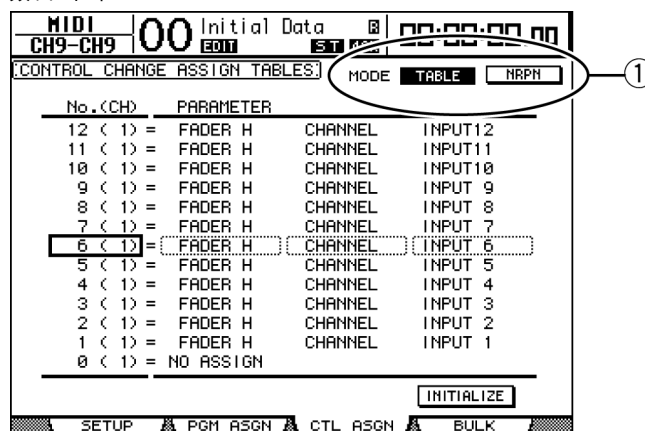 MIDI
CH9-CH9
00 Initial Data
EDIT
00:00:00.00
[CONTROL CHANGE ASSIGN TABLES]
MODE TABLE NRPN
1
No.(CH) PARAMETER
12 ( 1) = FADER H CHANNEL INPUT12
11 ( 1) = FADER H CHANNEL INPUT11
10 ( 1) = FADER H CHANNEL INPUT10
9 ( 1) = FADER H CHANNEL INPUT 9
8 ( 1) = FADER H CHANNEL INPUT 8
7 ( 1) = FADER H CHANNEL INPUT 7
6 ( 1) = FADER H CHANNEL INPUT 6
5 ( 1) = FADER H CHANNEL INPUT 5
4 ( 1) = FADER H CHANNEL INPUT 4
3 ( 1) = FADER H CHANNEL INPUT 3
2 ( 1) = FADER H CHANNEL INPUT 2
1 ( 1) = FADER H CHANNEL INPUT 1
0 ( 1) = NO ASSIGN
INITIALIZE
SETUP PGM ASGN CTL ASGN BULK